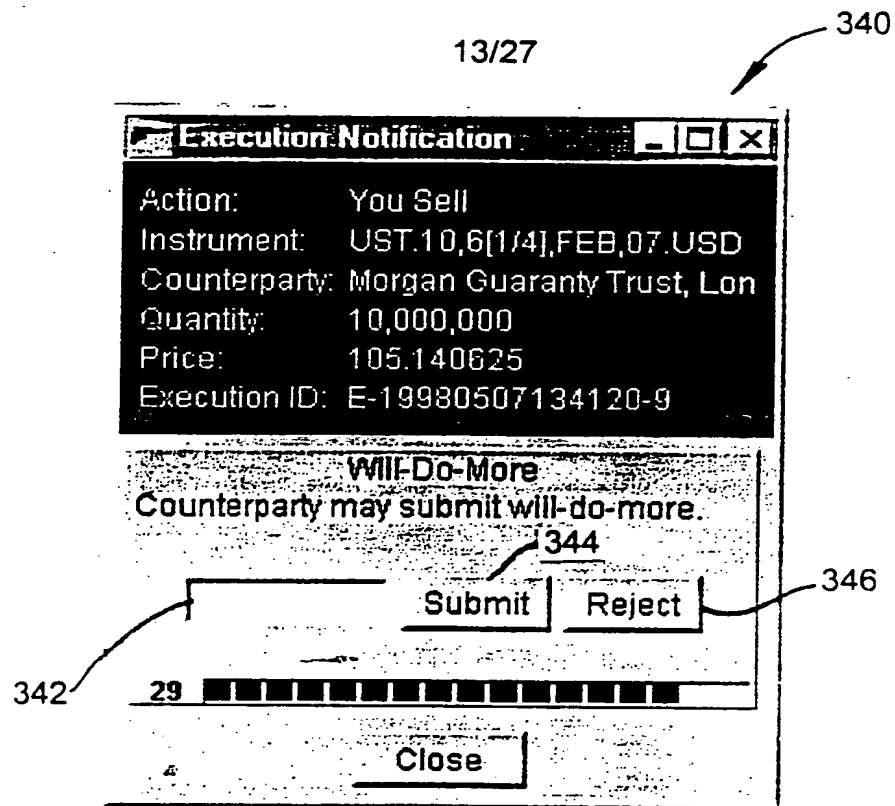 340
13/27
Execution Notification
Action: You Sell
Instrument: UST.10,6[1/4],FEB,07.USD
Counterparty: Morgan Guaranty Trust, Lon
Quantity: 10,000,000
Price: 105.140625
Execution ID: E-19980507134120-9
Will-Do-More
Counterparty may submit will-do-more.
344
Submit Reject
346
342
29
Close